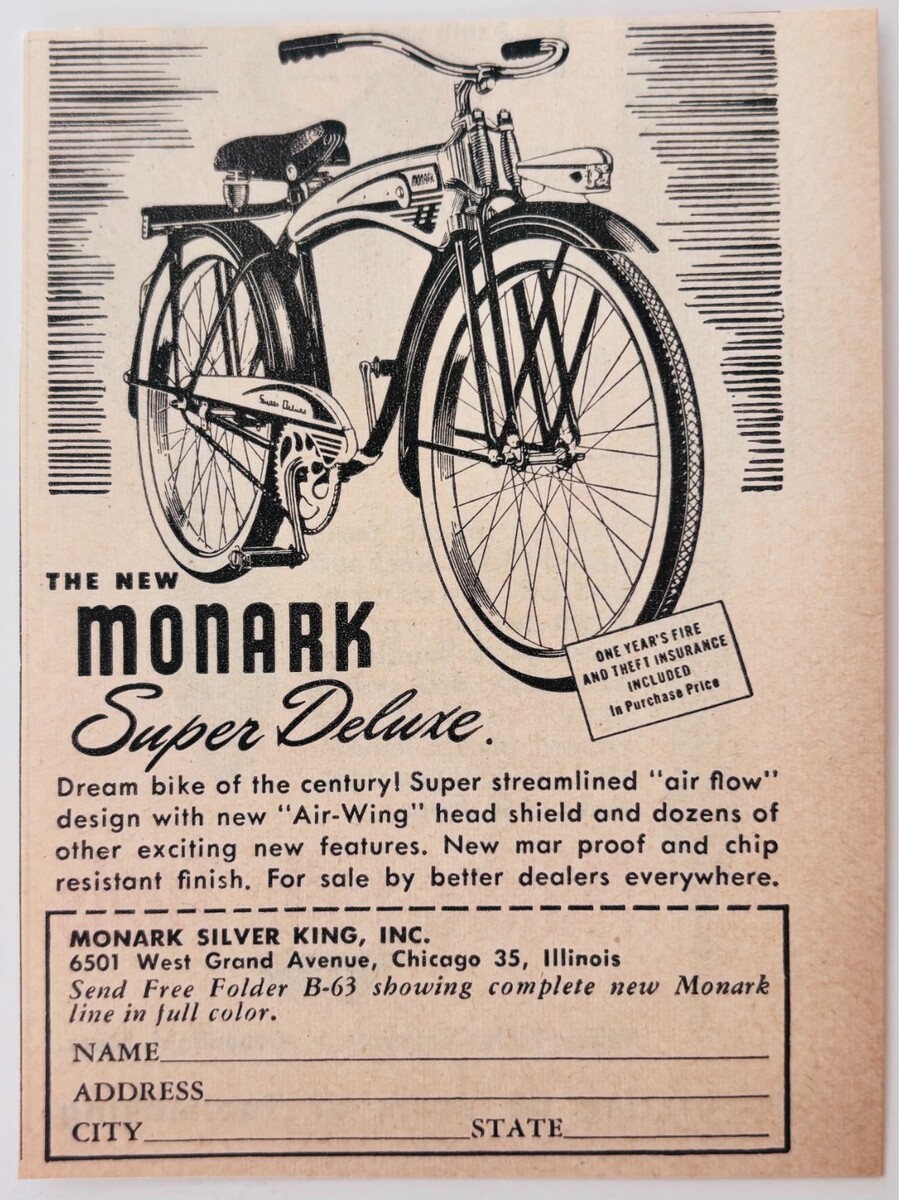 MONARK
Super Deluxe
THE NEW
MONARK
Super Deluxe.
ONE YEAR'S FIRE
AND THEFT INSURANCE
INCLUDED
In Purchase Price
Dream bike of the century! Super streamlined "air flow"
design with new "Air-Wing" head shield and dozens of
other exciting new features. New mar proof and chip
resistant finish. For sale by better dealers everywhere.
MONARK SILVER KING, INC.
6501 West Grand Avenue, Chicago 35, Illinois
Send Free Folder B-63 showing complete new Monark
line in full color.
NAME
ADDRESS
CITY STATE